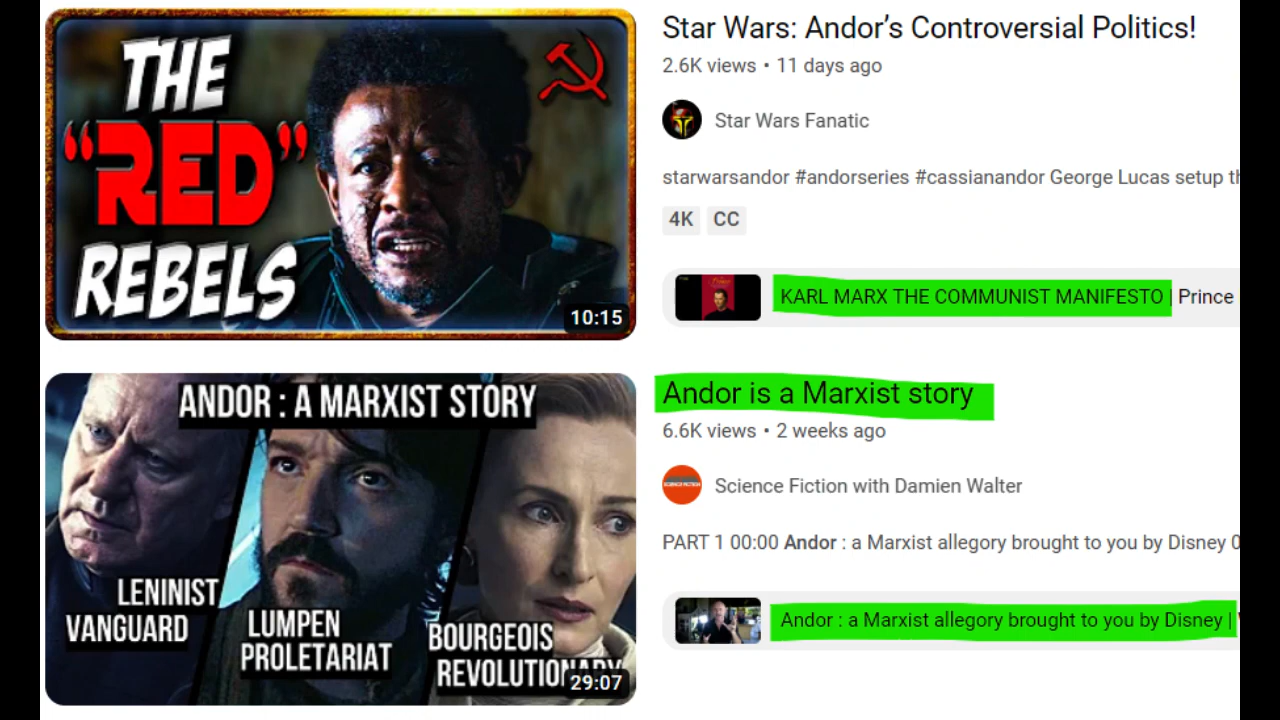 THE
"RED"
REBELS
10:15
Star Wars: Andor's Controversial Politics!
2.6K views • 11 days ago
Star Wars Fanatic
starwarsandor #andorseries #cassianandor George Lucas setup
4K CC
KARL MARX THE COMMUNIST MANIFESTO | Prince
ANDOR : A MARXIST STORY
LENINIST
VANGUARD
LUMPEN
PROLETARIAT
BOURGEOIS
REVOLUTIONARY
29:07
Andor is a Marxist story
6.6K views • 2 weeks ago
SCIENCE FICTION
Science Fiction with Damien Walter
PART 1 00:00 Andor : a Marxist allegory brought to you by Disney 0
Andor : a Marxist allegory brought to you by Disney |